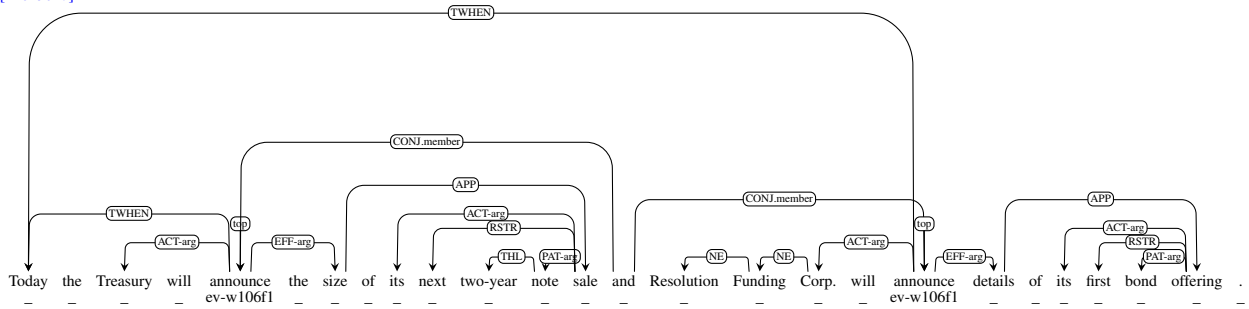 TWHEN
CONJ.member
APP
CONJ.member APP
TWHEN ACT-arg ACT-arg
top RSTR top RSTR
ACT-arg EFF-arg THL PAT-arg NE NE ACT-arg EFF-arg PAT-arg
Today the Treasury will announce the size of its next two-year note sale and Resolution Funding Corp. will announce details of its first bond offering .
_ _ _ _ ev-w106f1 _ _ _ _ _ _ _ _ _ _ _ _ _ ev-w106f1 _ _ _ _ _ _ _